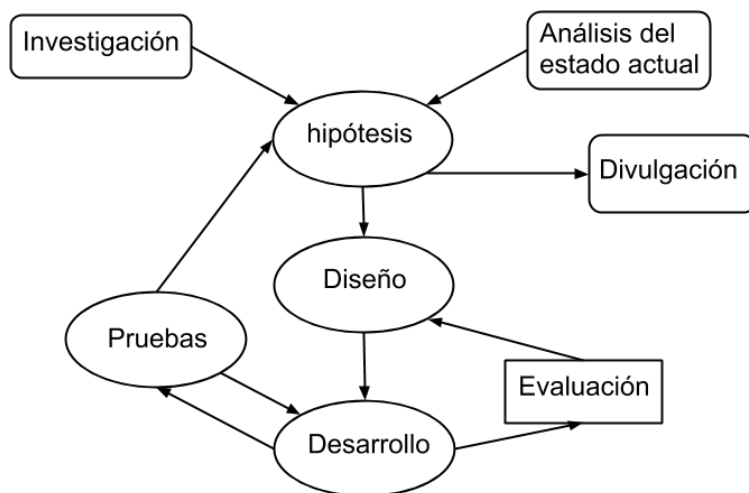 Investigación
Análisis del
estado actual
hipótesis
Divulgación
Diseño
Pruebas
Evaluación
Desarrollo